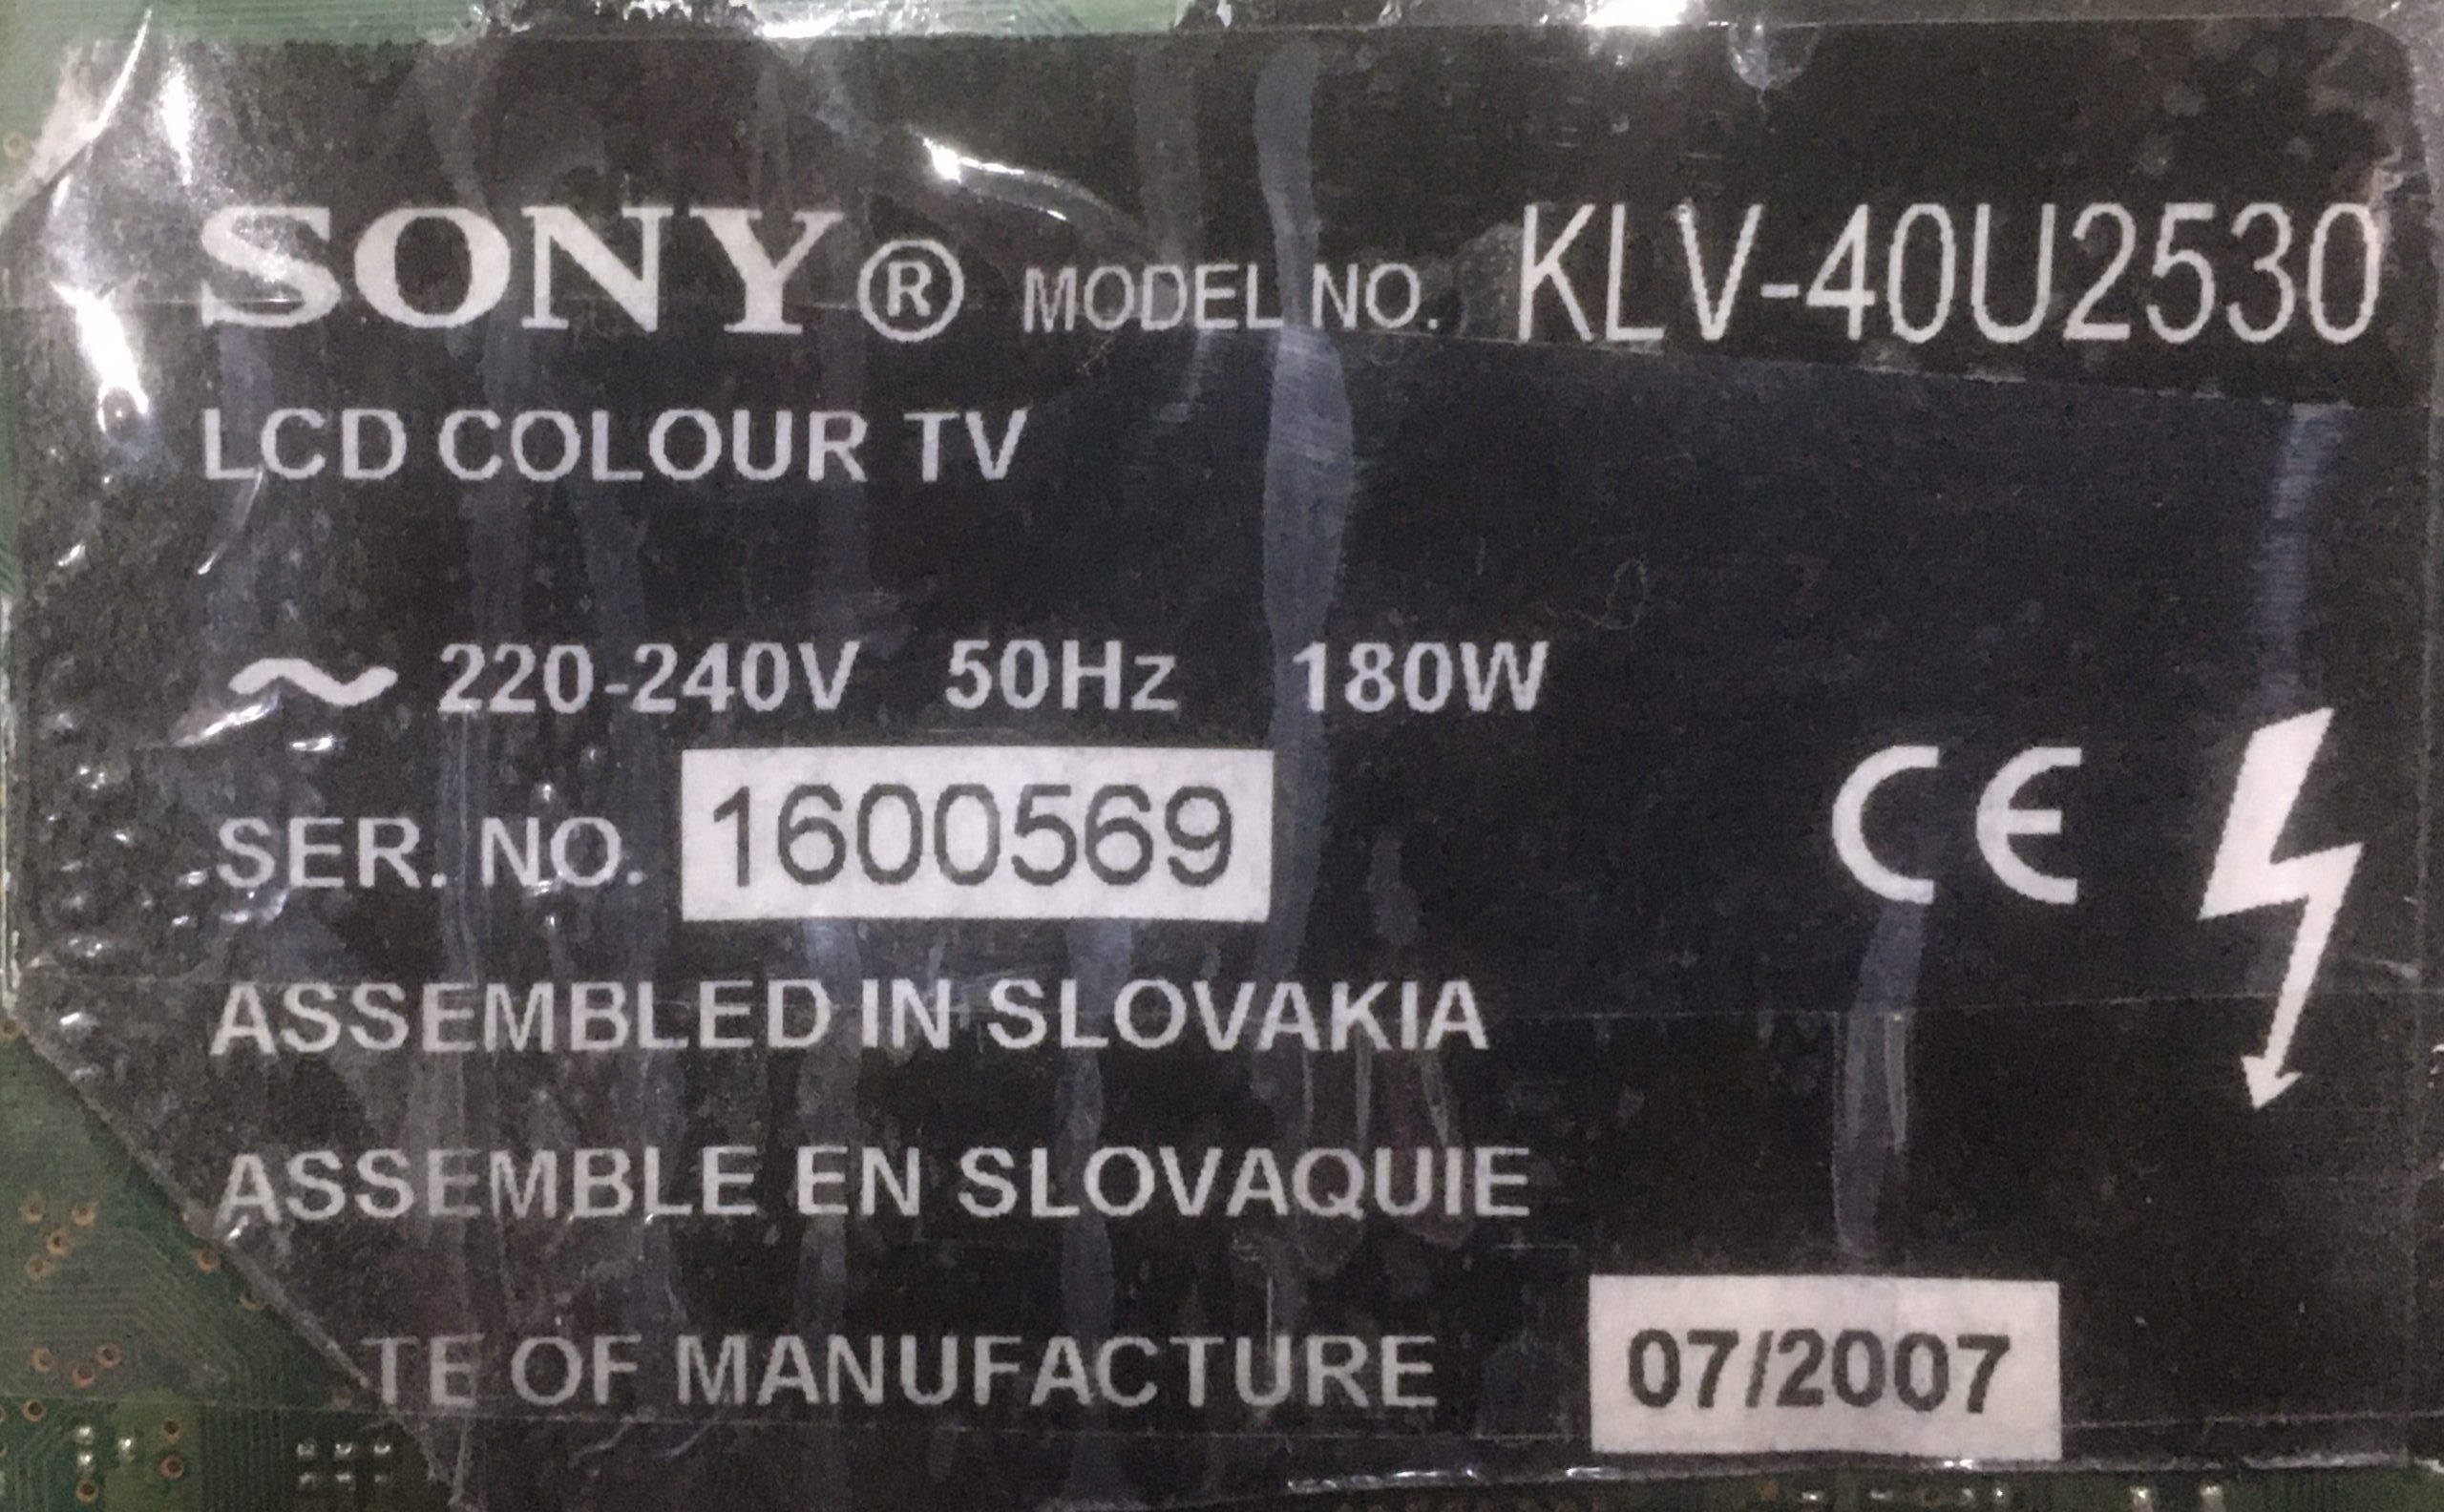 SONY® MODEL NO. KLV-40U2530
LCD COLOUR TV
~ 220-240V 50Hz 180W
SER. NO. 1600569
CE
ASSEMBLED IN SLOVAKIA
ASSEMBLE EN SLOVAQUIE
TE OF MANUFACTURE 07/2007